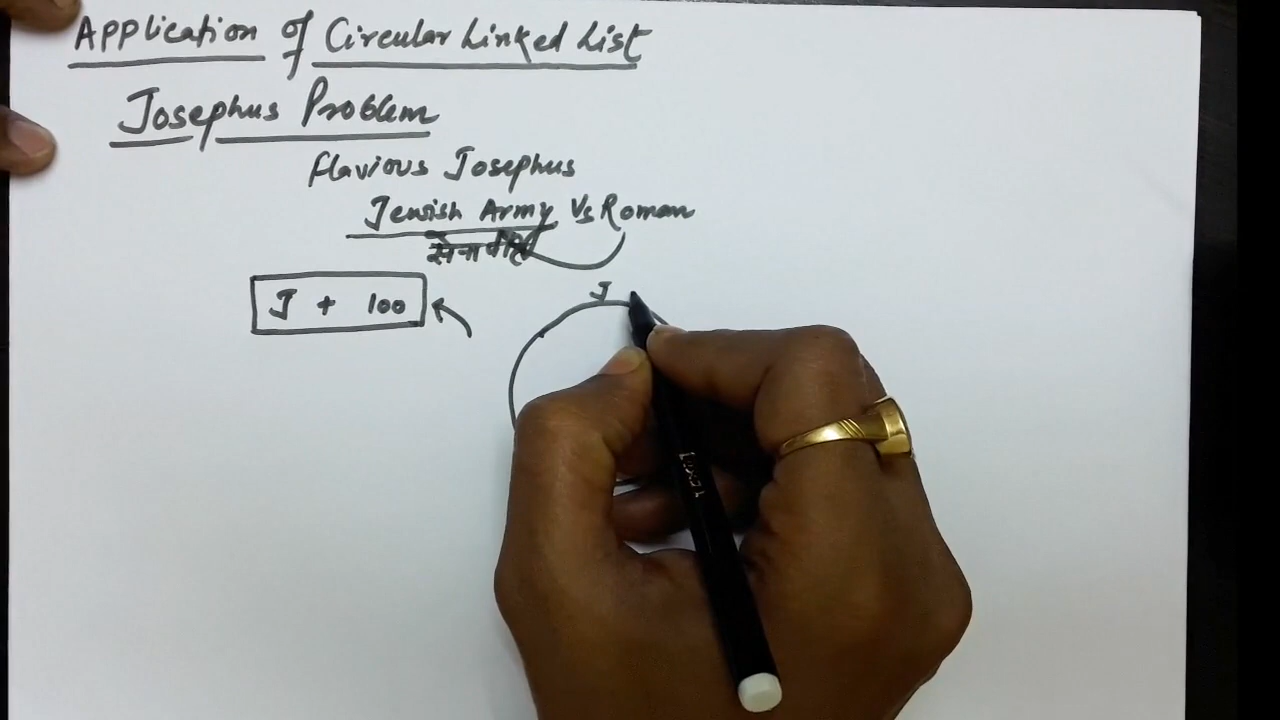 Application of Circular Linked List
Josephus Problem
flavious Josephus
Jewish Army Vs Roman
J + 100
J